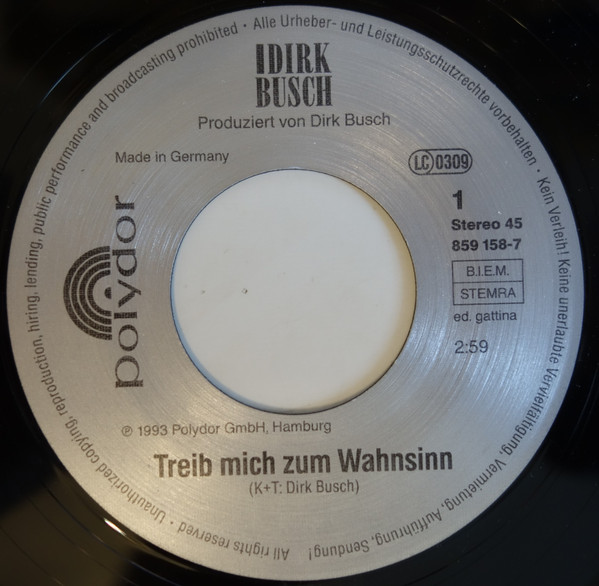 Unauthorized copying, reproduction, hiring, lending, public performance and broadcasting prohibited · Alle Urheber- und Leistungsschutzrechte vorbehalten · Kein Verleih! Keine unerlaubte Vervielfältigung, Vermietung, Aufführung, Sendung!
All rights reserved ·
DIRK
BUSCH
Produziert von Dirk Busch
Made in Germany
LC 0309
1
Stereo 45
859 158-7
B.I.E.M.
STEMRA
ed. gattina
2:59
polydor
℗ 1993 Polydor GmbH, Hamburg
Treib mich zum Wahnsinn
(K+T: Dirk Busch)